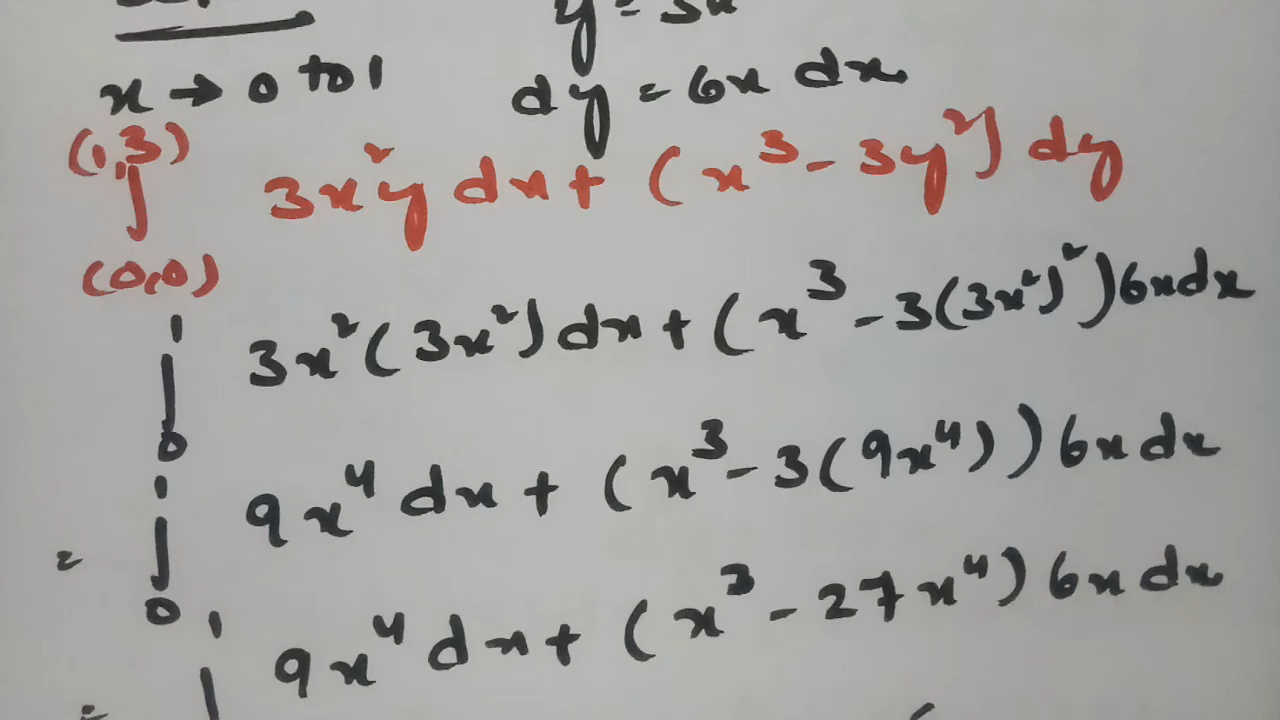 y = 3x
x → 0 to 1
dy = 6x dx
(1,3)
∫ 3x²y dx + (x³ - 3y²) dy
(0,0)
1
∫ 3x²(3x²) dx + (x³ - 3(3x²)²) 6x dx
0
1
= ∫ 9x⁴ dx + (x³ - 3(9x⁴)) 6x dx
0
1
= ∫ 9x⁴ dx + (x³ - 27x⁴) 6x dx